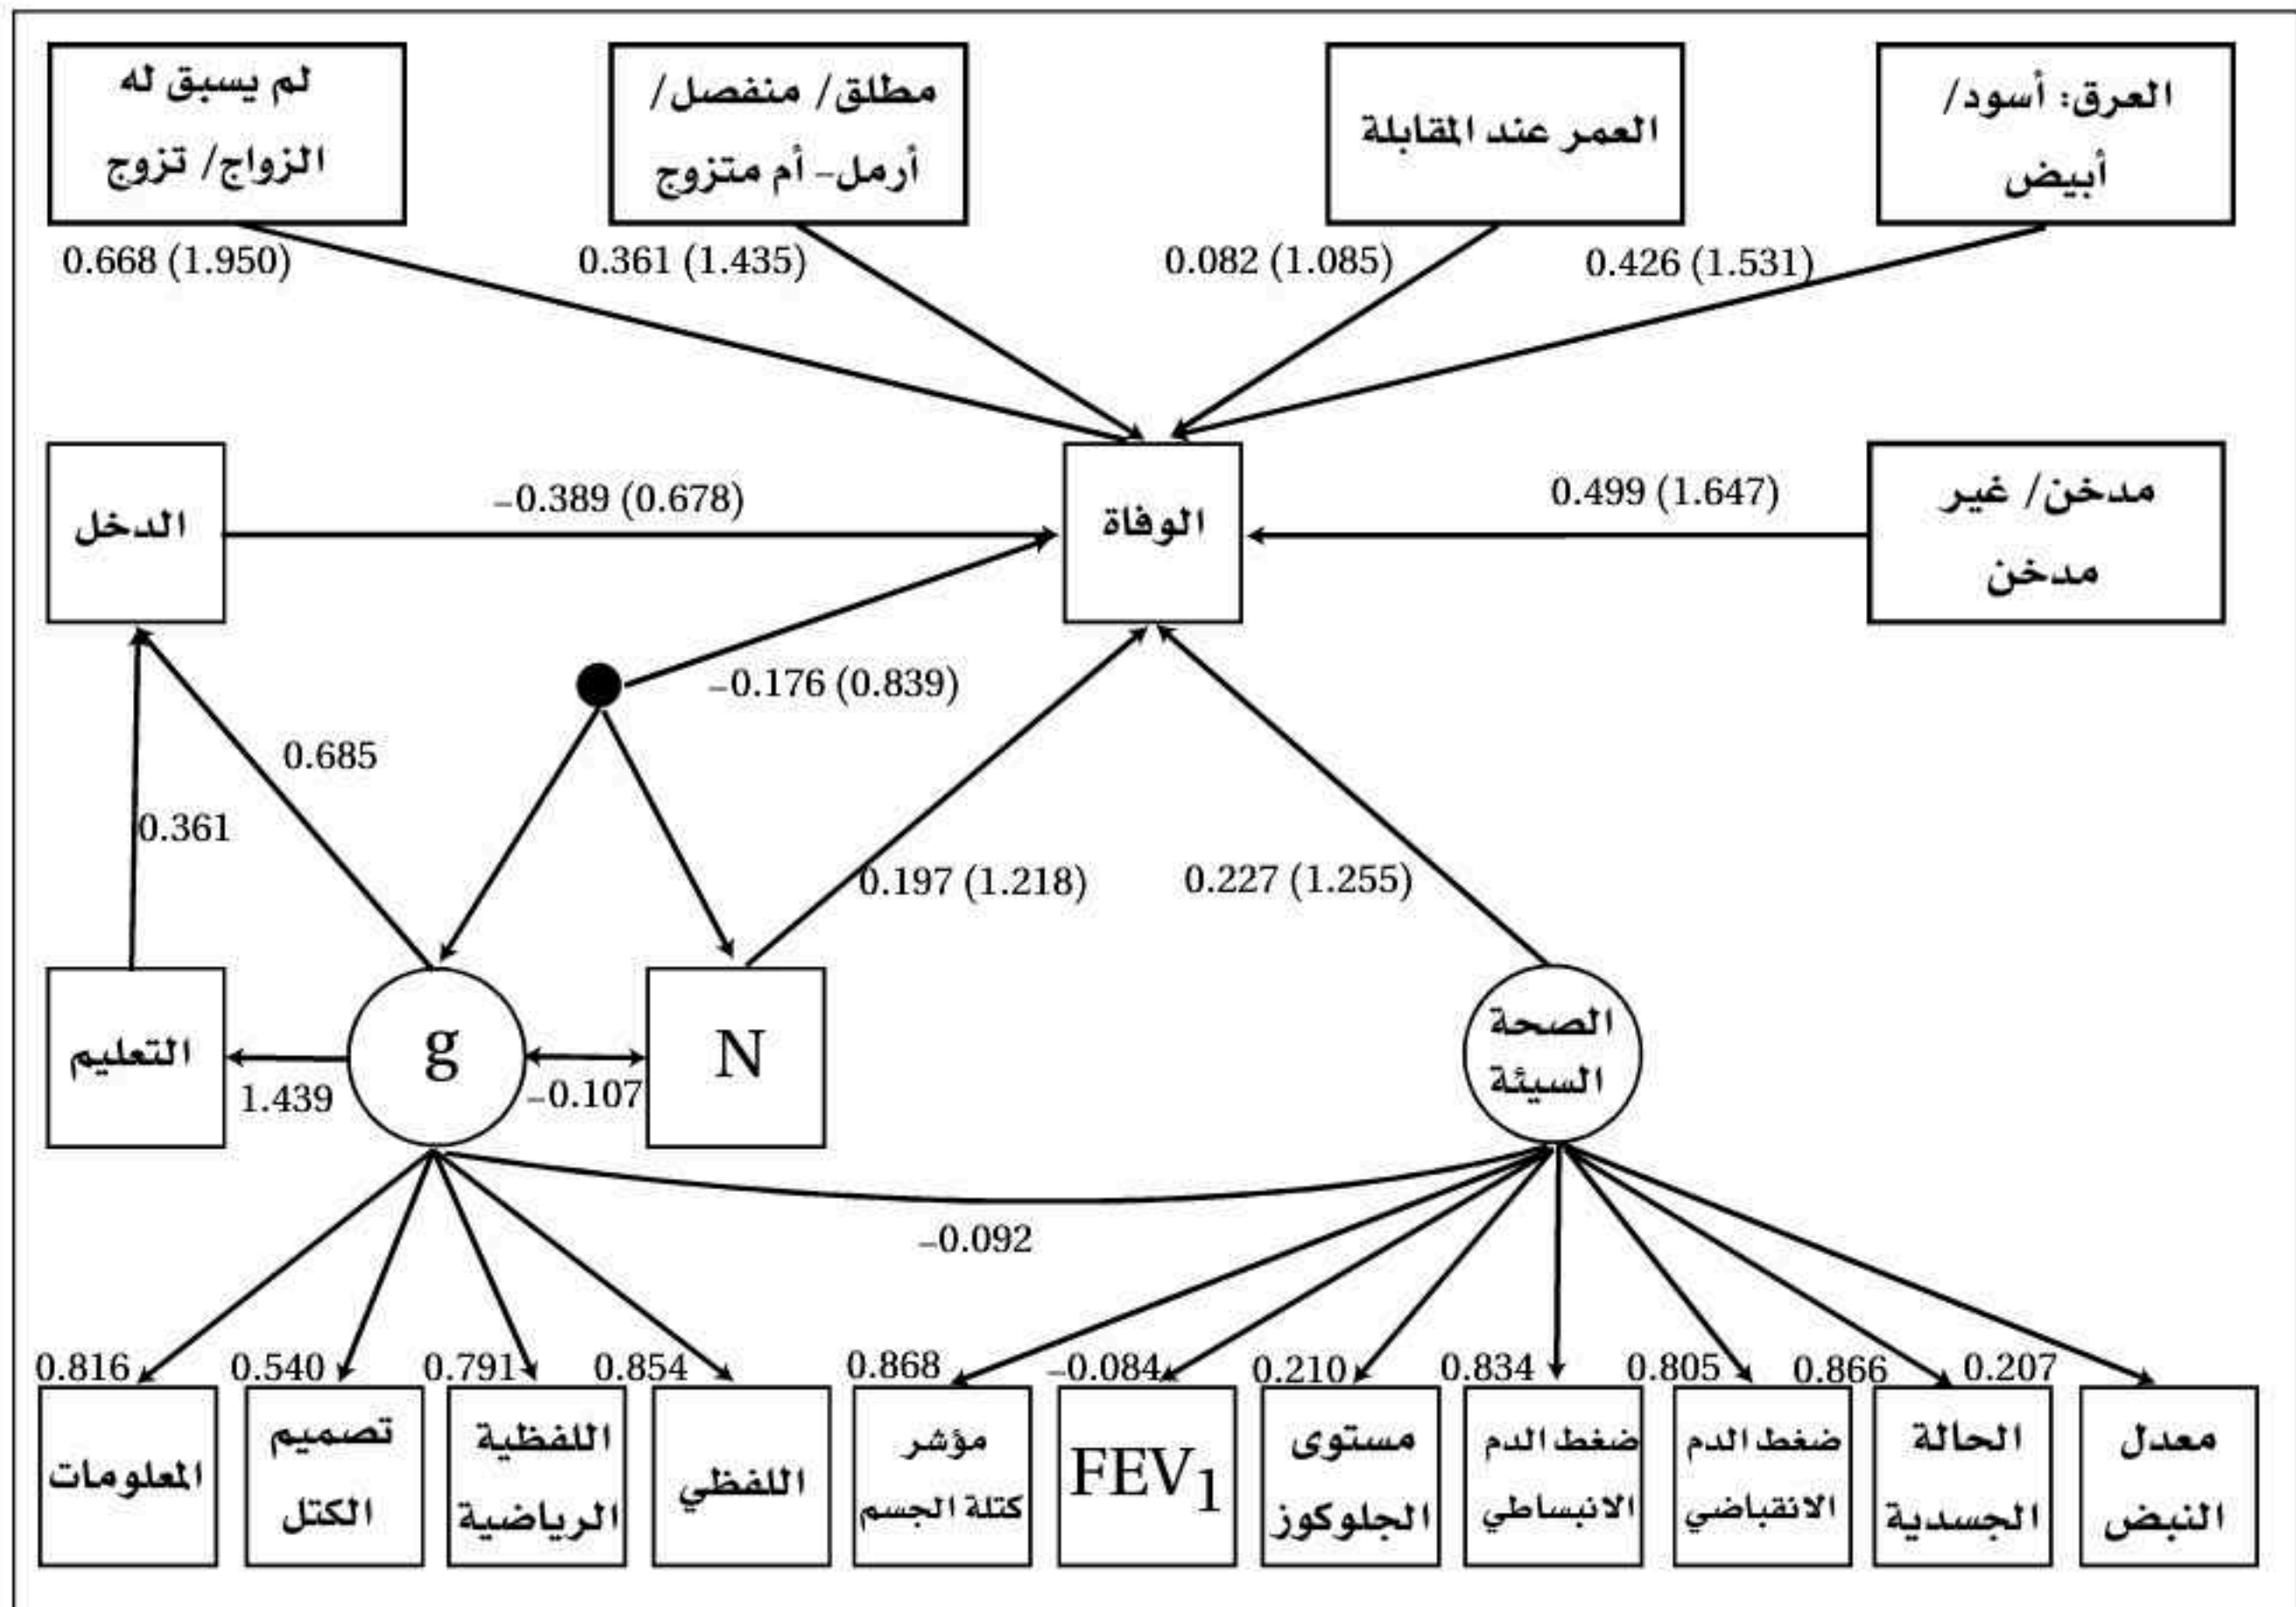 لم يسبق له
الزواج/ تزوج
مطلق/ منفصل/
أرمل- أم متزوج
العمر عند المقابلة
العرق: أسود/
أبيض
0.668 (1.950)
0.361 (1.435)
0.082 (1.085)
0.426 (1.531)
الدخل
–0.389 (0.678)
الوفاة
0.499 (1.647)
مدخن/ غير
مدخن
–0.176 (0.839)
0.685
0.361
0.197 (1.218)
0.227 (1.255)
التعليم
1.439
g
–0.107
N
الصحة
السيئة
–0.092
0.816
0.540
0.791
0.854
0.868
–0.084
0.210
0.834
0.805
0.866
0.207
المعلومات
تصميم
الكتل
اللفظية
الرياضية
اللفظي
مؤشر
كتلة الجسم
FEV1
مستوى
الجلوكوز
ضغط الدم
الانبساطي
ضغط الدم
الانقباضي
الحالة
الجسدية
معدل
النبض